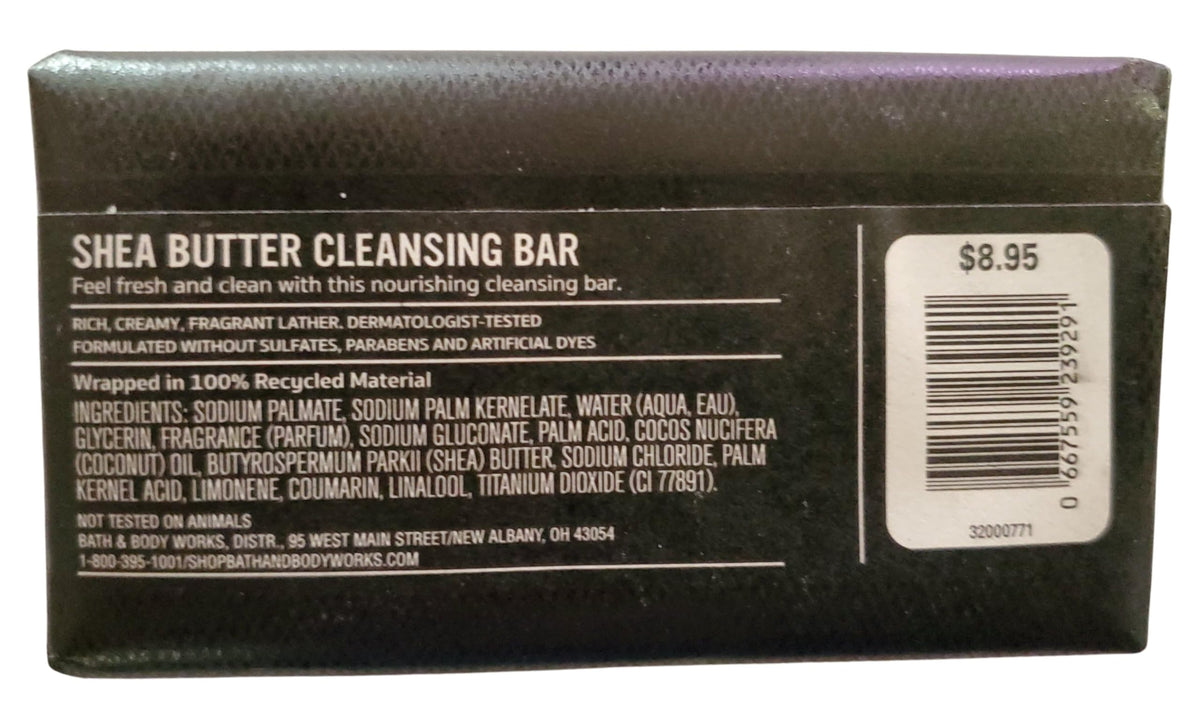 SHEA BUTTER CLEANSING BAR
Feel fresh and clean with this nourishing cleansing bar.
RICH, CREAMY, FRAGRANT LATHER. DERMATOLOGIST-TESTED
FORMULATED WITHOUT SULFATES, PARABENS AND ARTIFICIAL DYES
Wrapped in 100% Recycled Material
INGREDIENTS: SODIUM PALMATE, SODIUM PALM KERNELATE, WATER (AQUA, EAU),
GLYCERIN, FRAGRANCE (PARFUM), SODIUM GLUCONATE, PALM ACID, COCOS NUCIFERA
(COCONUT) OIL, BUTYROSPERMUM PARKII (SHEA) BUTTER, SODIUM CHLORIDE, PALM
KERNEL ACID, LIMONENE, COUMARIN, LINALOOL, TITANIUM DIOXIDE (CI 77891).
NOT TESTED ON ANIMALS
BATH & BODY WORKS, DISTR., 95 WEST MAIN STREET/NEW ALBANY, OH 43054
1-800-395-1001/SHOPBATHANDBODYWORKS.COM
$8.95
0 667559 239291
32000771